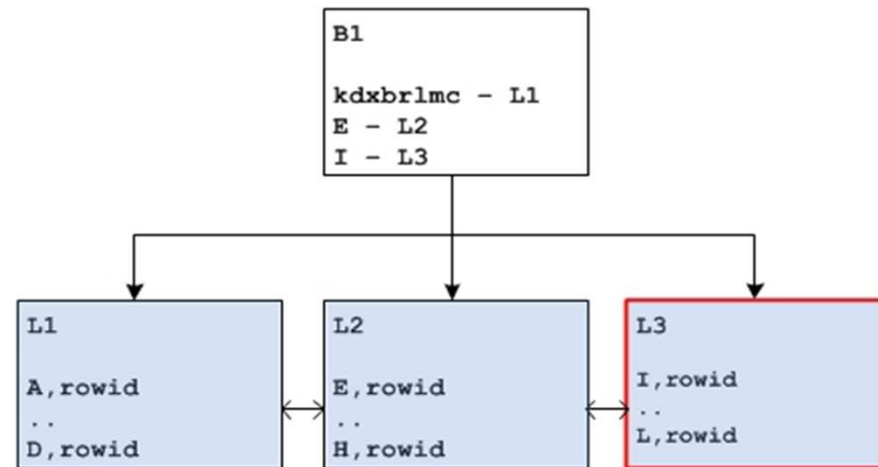 B1
kdxbrlmc – L1
E – L2
I – L3
L1
A,rowid
..
D,rowid
L2
E,rowid
..
H,rowid
L3
I,rowid
..
L,rowid